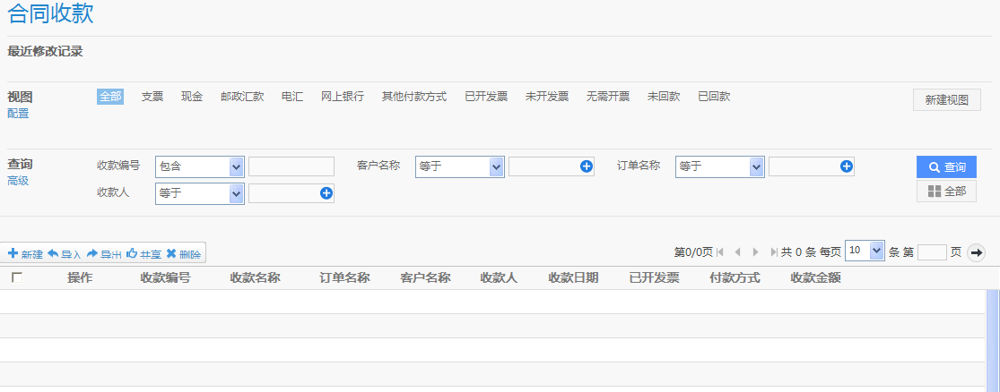 合同收款
最近修改记录
视图 全部 支票 现金 邮政汇款 电汇 网上银行 其他付款方式 已开发票 未开发票 无需开票 未回款 已回款 新建视图
配置
查询 收款编号 包含 客户名称 等于 订单名称 等于 查询
高级
收款人 等于 全部
新建 导入 导出 共享 删除 第0/0页 共 0 条 每页 10 条 第 页
操作 收款编号 收款名称 订单名称 客户名称 收款人 收款日期 已开发票 付款方式 收款金额